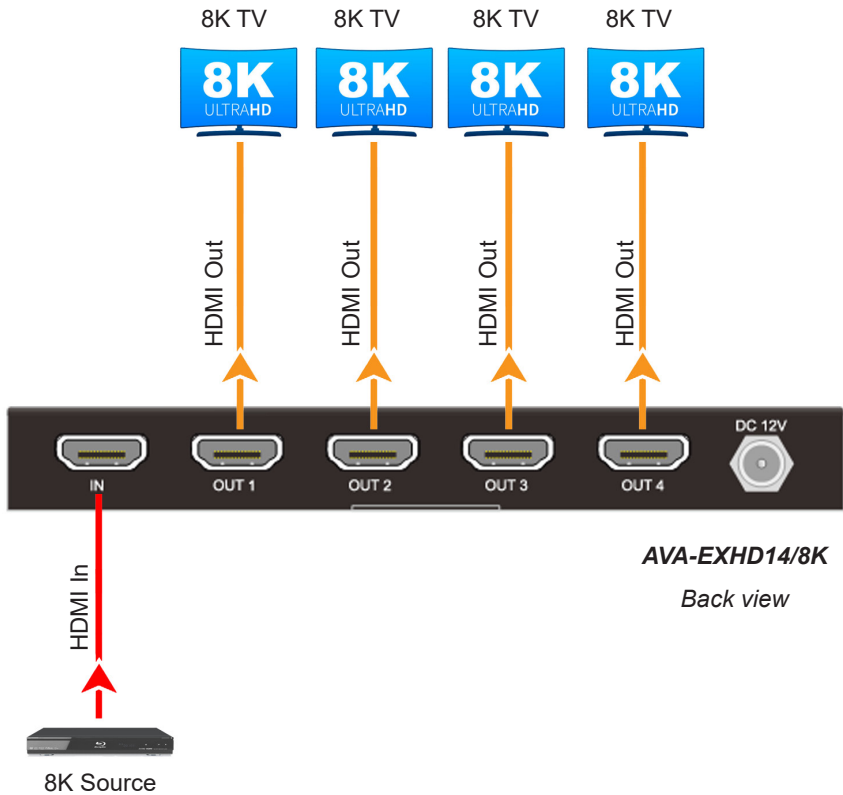 8K TV 8K TV 8K TV 8K TV
8K 8K 8K 8K
ULTRAHD ULTRAHD ULTRAHD ULTRAHD
HDMI Out HDMI Out HDMI Out HDMI Out
DC 12V
IN OUT 1 OUT 2 OUT 3 OUT 4
AVA-EXHD14/8K
Back view
HDMI In
8K Source